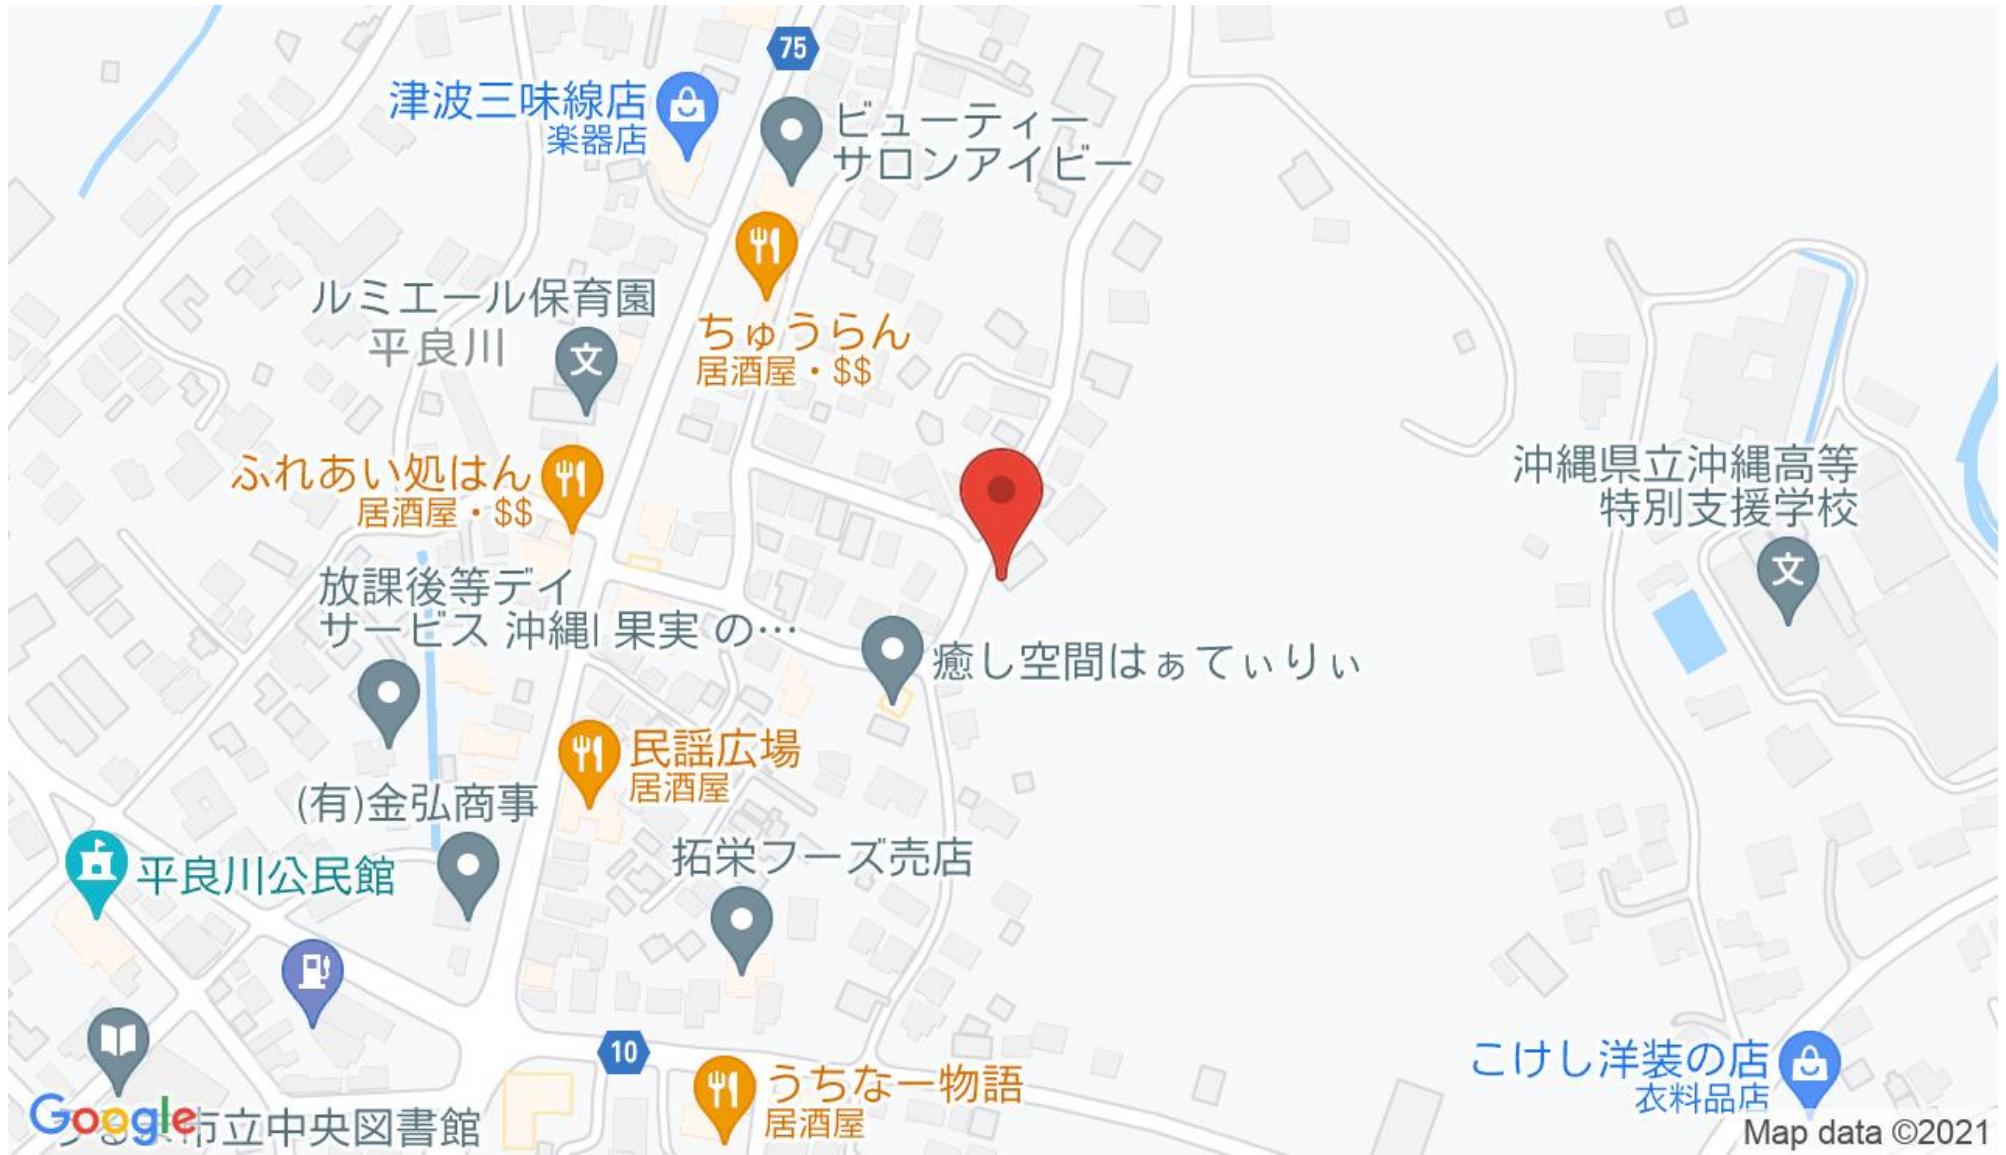 75
津波三味線店
楽器店
ビューティー
サロンアイビー
ルミエール保育園
平良川
ちゅうらん
居酒屋・$$
ふれあい処はん
居酒屋・$$
沖縄県立沖縄高等
特別支援学校
文
文
放課後等デイ
サービス 沖縄| 果実 の…
癒し空間はぁてぃりぃ
民謡広場
居酒屋
(有)金弘商事
拓栄フーズ売店
平良川公民館
10
うちなー物語
居酒屋
こけし洋装の店
衣料品店
Google
市立中央図書館
Map data ©2021